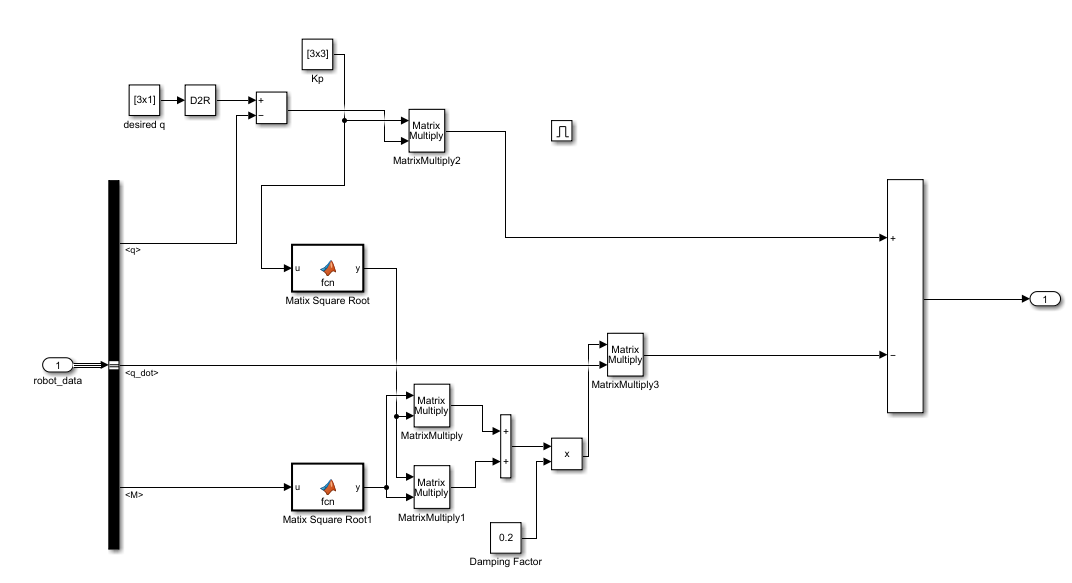 [3x3]
Kp
[3x1]
D2R
+
−
desired q
Matrix
Multiply
MatrixMultiply2
<q>
+
u
y
fcn
Matix Square Root
1
1
robot_data
<q_dot>
Matrix
Multiply
MatrixMultiply3
−
Matrix
Multiply
MatrixMultiply
+
+
x
<M>
u
y
fcn
Matix Square Root1
Matrix
Multiply
MatrixMultiply1
0.2
Damping Factor